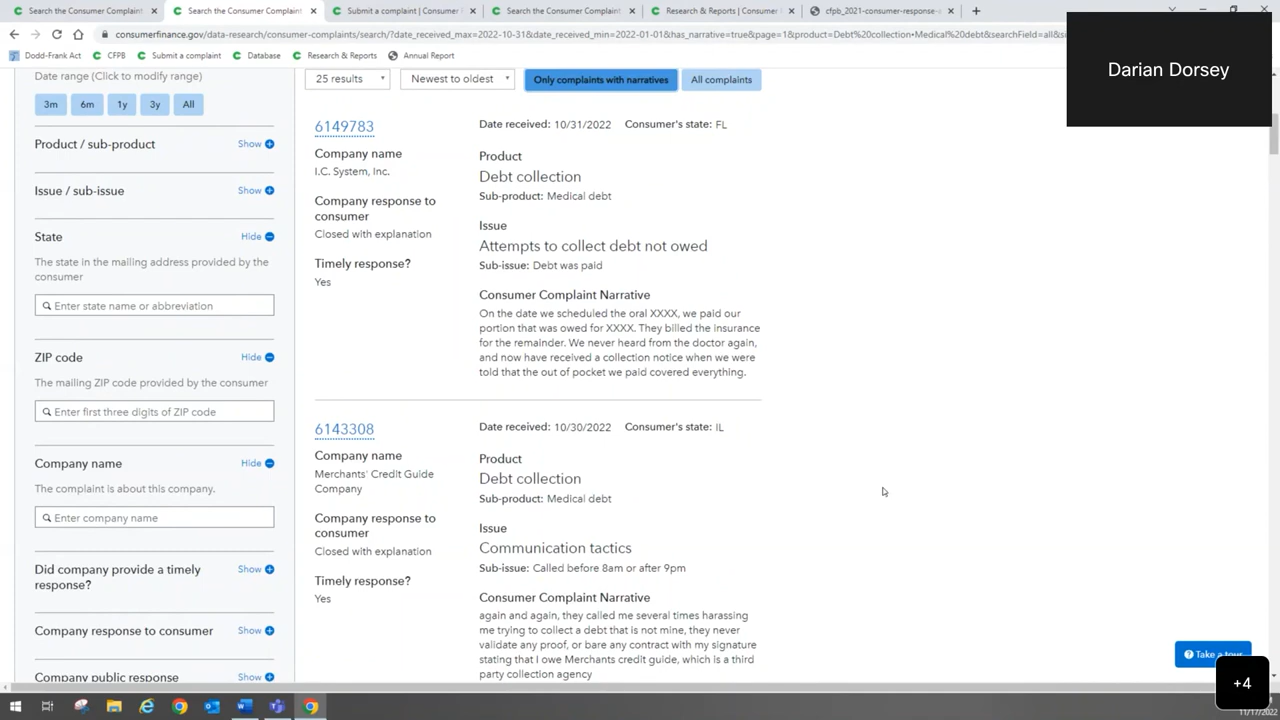 Search the Consumer Complaint
Search the Consumer Complaint
Submit a complaint | Consumer F
Search the Consumer Complaint
Research & Reports | Consumer
cfpb_2021-consumer-response-a
consumerfinance.gov/data-research/consumer-complaints/search/?date_received_max=2022-10-31&date_received_min=2022-01-01&has_narrative=true&page=1&product=Debt%20collection•Medical%20debt&searchField=all&
Dodd-Frank Act
CFPB
Submit a complaint
Database
Research & Reports
Annual Report
Darian Dorsey
Date range (Click to modify range)
3m 6m 1y 3y All
Product / sub-product Show
Issue / sub-issue Show
State Hide
The state in the mailing address provided by the
consumer
Enter state name or abbreviation
ZIP code Hide
The mailing ZIP code provided by the consumer
Enter first three digits of ZIP code
Company name Hide
The complaint is about this company.
Enter company name
Did company provide a timely
response? Show
Company response to consumer Show
Company public response Show
25 results
Newest to oldest
Only complaints with narratives
All complaints
6149783
Company name
I.C. System, Inc.
Company response to
consumer
Closed with explanation
Timely response?
Yes
Date received: 10/31/2022 Consumer's state: FL
Product
Debt collection
Sub-product: Medical debt
Issue
Attempts to collect debt not owed
Sub-issue: Debt was paid
Consumer Complaint Narrative
On the date we scheduled the oral XXXX, we paid our
portion that was owed for XXXX. They billed the insurance
for the remainder. We never heard from the doctor again,
and now have received a collection notice when we were
told that the out of pocket we paid covered everything.
6143308
Company name
Merchants' Credit Guide
Company
Company response to
consumer
Closed with explanation
Timely response?
Yes
Date received: 10/30/2022 Consumer's state: IL
Product
Debt collection
Sub-product: Medical debt
Issue
Communication tactics
Sub-issue: Called before 8am or after 9pm
Consumer Complaint Narrative
again and again, they called me several times harassing
me trying to collect a debt that is not mine, they never
validate any proof, or bare any contract with my signature
stating that I owe Merchants credit guide, which is a third
party collection agency
Take a tour
+4
11/17/2022